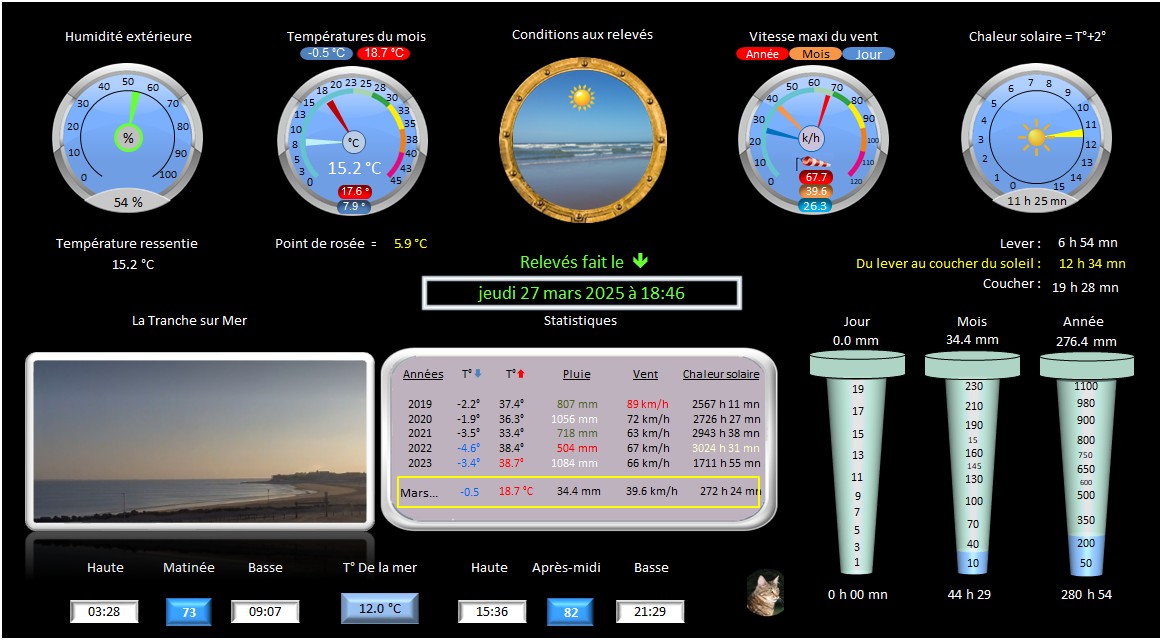 Humidité extérieure
Températures du mois
-0.5 °C 18.7 °C
Conditions aux relevés
Vitesse maxi du vent
Année Mois Jour
Chaleur solaire = T°+2°
0 10 20 30 40 50 60 70 80 90 100
%
54 %
0 3 5 8 10 13 15 18 20 23 25 28 30 33 35 38 40 43 45
°C
15.2 °C
17.6 °
7.9 °
0 10 20 30 40 50 60 70 80 90 100 110 120
k/h
67.7
39.6
26.3
0 1 2 3 4 5 6 7 8 9 10 11 12 13 14 15
11 h 25 mn
Température ressentie
15.2 °C
Point de rosée = 5.9 °C
Relevés fait le
jeudi 27 mars 2025 à 18:46
Lever : 6 h 54 mn
Du lever au coucher du soleil : 12 h 34 mn
Coucher : 19 h 28 mn
La Tranche sur Mer
Statistiques
Années T° T° Pluie Vent Chaleur solaire
2019 -2.2° 37.4° 807 mm 89 km/h 2567 h 11 mn
2020 -1.9° 36.3° 1056 mm 72 km/h 2726 h 27 mn
2021 -3.5° 33.4° 718 mm 63 km/h 2943 h 38 mn
2022 -4.6° 38.4° 504 mm 67 km/h 3024 h 31 mn
2023 -3.4° 38.7° 1084 mm 66 km/h 1711 h 55 mn
Mars... -0.5 18.7 °C 34.4 mm 39.6 km/h 272 h 24 mn
Jour
0.0 mm
19
17
15
13
11
9
7
5
3
1
0 h 00 mn
Mois
34.4 mm
230
210
190
15
160
145
130
100
70
40
10
44 h 29
Année
276.4 mm
1100
980
900
800
750
650
600
500
350
200
50
280 h 54
Haute Matinée Basse
03:28 73 09:07
T° De la mer
12.0 °C
Haute Après-midi Basse
15:36 82 21:29